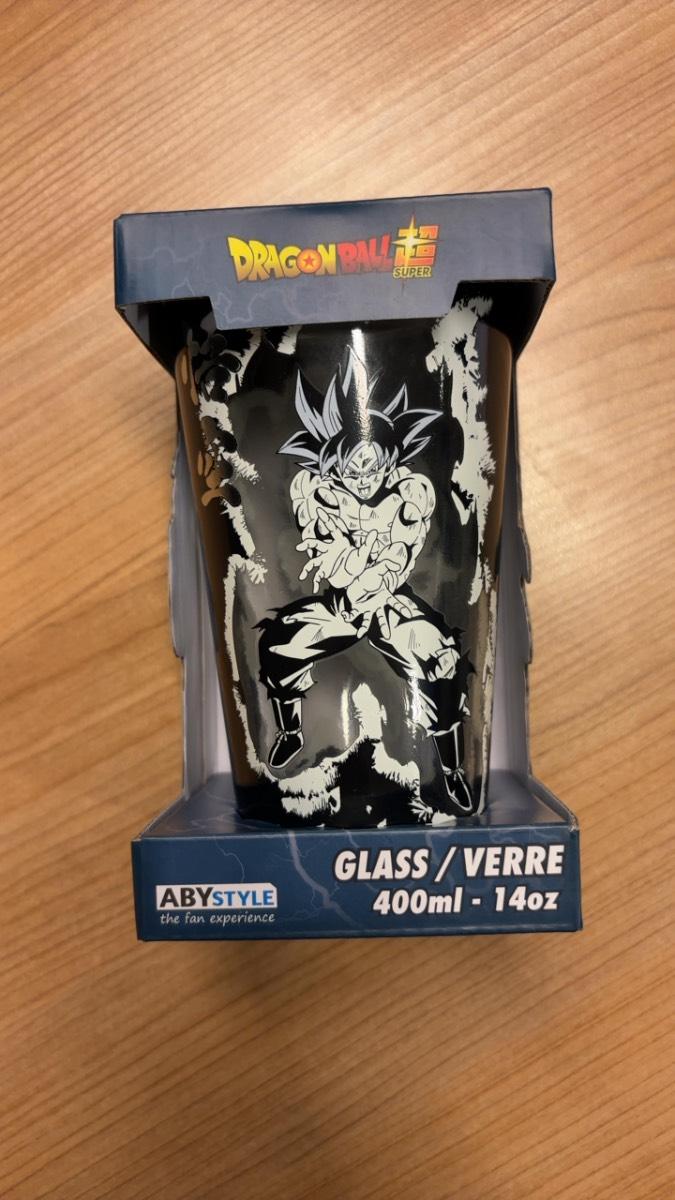 DRAGON BALL 超
SUPER
GLASS / VERRE
400ml - 14oz
ABYSTYLE
the fan experience